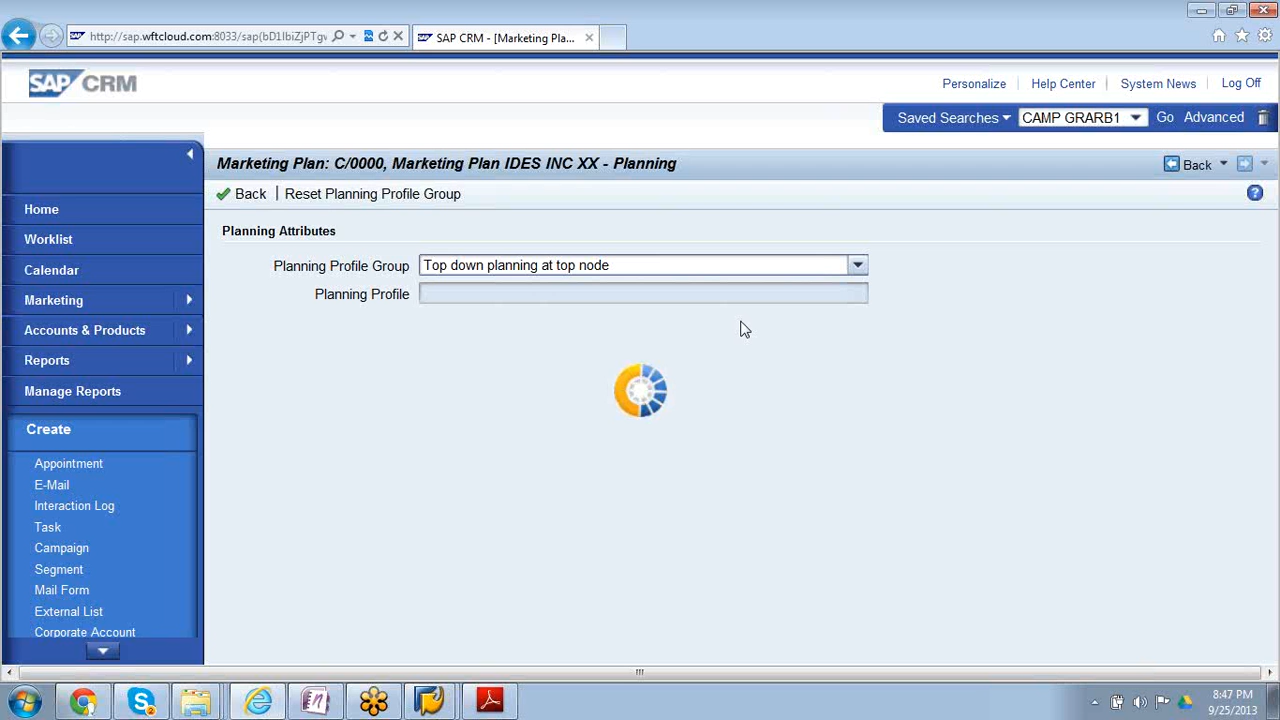 http://sap.wftcloud.com:8033/sap(bD1lbiZjPTgw
SAP CRM - [Marketing Pla...
SAP CRM
Personalize
Help Center
System News
Log Off
Saved Searches
CAMP GRARB1
Go
Advanced
Marketing Plan: C/0000, Marketing Plan IDES INC XX - Planning
Back
Back
Reset Planning Profile Group
Planning Attributes
Planning Profile Group
Top down planning at top node
Planning Profile
Home
Worklist
Calendar
Marketing
Accounts & Products
Reports
Manage Reports
Create
Appointment
E-Mail
Interaction Log
Task
Campaign
Segment
Mail Form
External List
Corporate Account
8:47 PM
9/25/2013